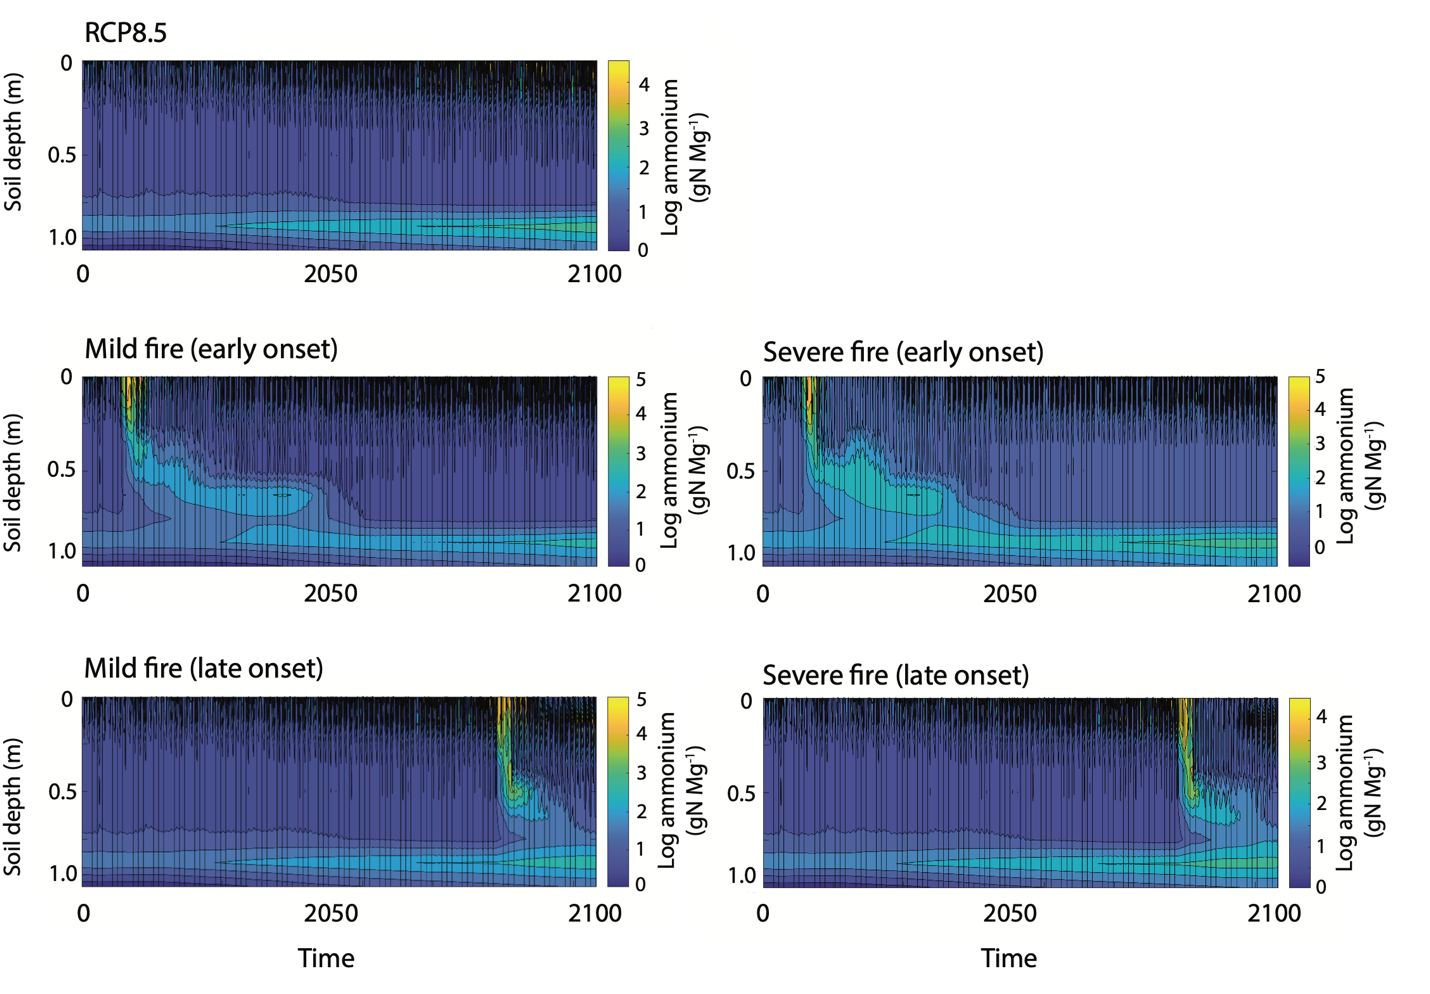 RCP8.5
0
0.5
1.0
Soil depth (m)
0 2050 2100
4
3
2
1
0
Log ammonium
(gN Mg-1)
Mild fire (early onset)
0
0.5
1.0
Soil depth (m)
0 2050 2100
5
4
3
2
1
0
Log ammonium
(gN Mg-1)
Severe fire (early onset)
0
0.5
1.0
0 2050 2100
5
4
3
2
1
0
Log ammonium
(gN Mg-1)
Mild fire (late onset)
0
0.5
1.0
Soil depth (m)
0 2050 2100
Time
5
4
3
2
1
0
Log ammonium
(gN Mg-1)
Severe fire (late onset)
0
0.5
1.0
0 2050 2100
Time
4
3
2
1
0
Log ammonium
(gN Mg-1)